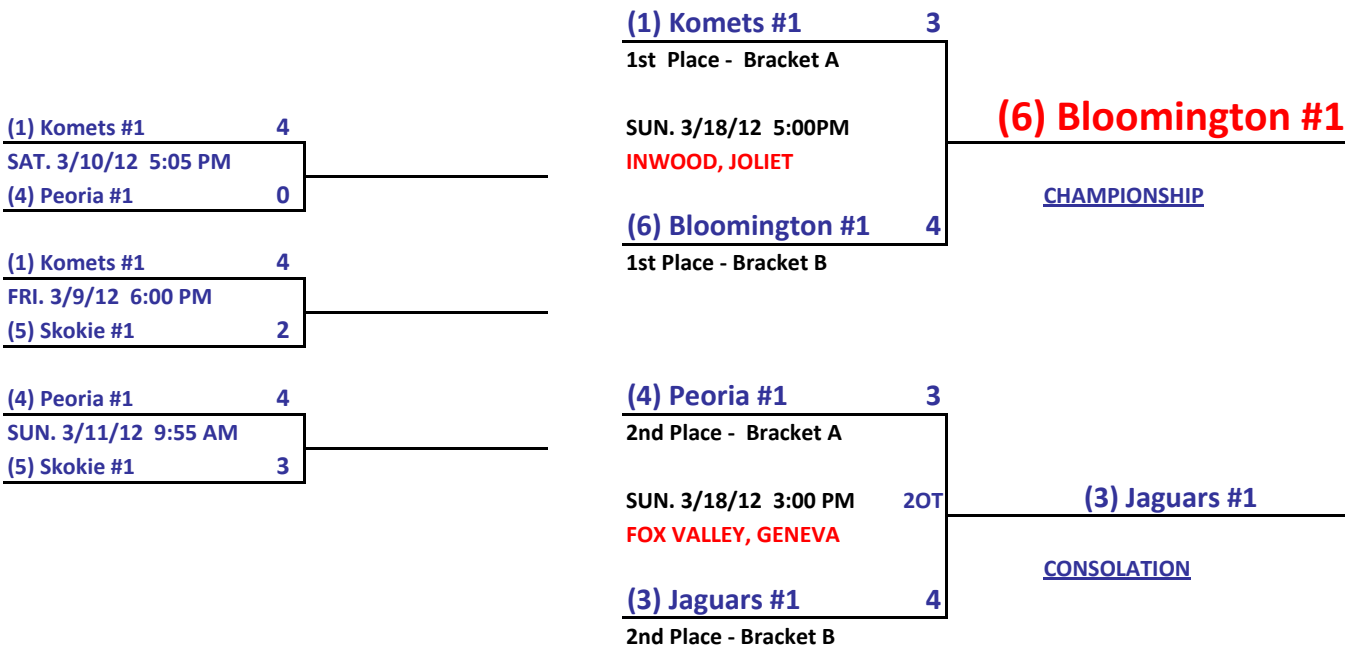 (1) Komets #1 4
SAT. 3/10/12 5:05 PM
(4) Peoria #1 0
(1) Komets #1 4
FRI. 3/9/12 6:00 PM
(5) Skokie #1 2
(4) Peoria #1 4
SUN. 3/11/12 9:55 AM
(5) Skokie #1 3
(1) Komets #1 3
1st Place - Bracket A
SUN. 3/18/12 5:00PM
INWOOD, JOLIET
(6) Bloomington #1 4
1st Place - Bracket B
(6) Bloomington #1
CHAMPIONSHIP
(4) Peoria #1 3
2nd Place - Bracket A
SUN. 3/18/12 3:00 PM 2OT
FOX VALLEY, GENEVA
(3) Jaguars #1 4
2nd Place - Bracket B
(3) Jaguars #1
CONSOLATION